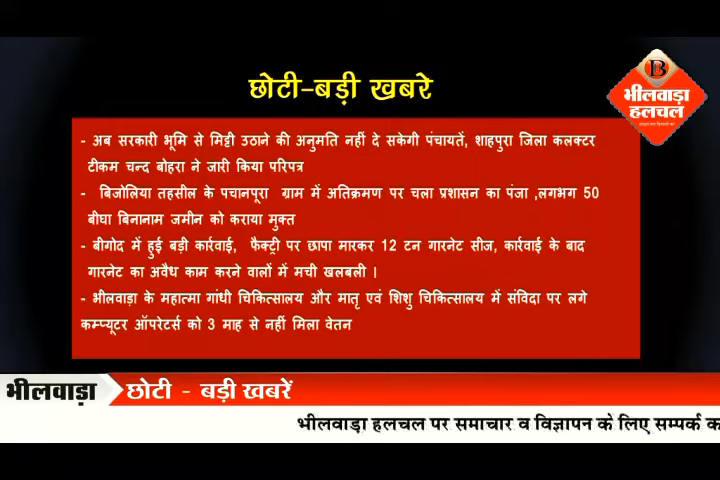 छोटी-बड़ी खबरे
B
भीलवाड़ा
हलचल
- अब सरकारी भूमि से मिट्टी उठाने की अनुमति नहीं दे सकेगी पंचायतें, शाहपुरा जिला कलक्टर
टीकम चन्द बोहरा ने जारी किया परिपत्र
- बिजोलिया तहसील के पचानपूरा ग्राम में अतिक्रमण पर चला प्रशासन का पंजा ,लगभग 50
बीघा बिनानाम जमीन को कराया मुक्त
- बीगोद में हुई बड़ी कार्रवाई, फैक्ट्री पर छापा मारकर 12 टन गारनेट सीज, कार्रवाई के बाद
गारनेट का अवैध काम करने वालों में मची खलबली ।
- भीलवाड़ा के महात्मा गांधी चिकित्सालय और मातृ एवं शिशु चिकित्सालय में संविदा पर लगे
कम्प्यूटर ऑपरेटर्स को 3 माह से नहीं मिला वेतन
भीलवाड़ा छोटी - बड़ी खबरें
भीलवाड़ा हलचल पर समाचार व विज्ञापन के लिए सम्पर्क क